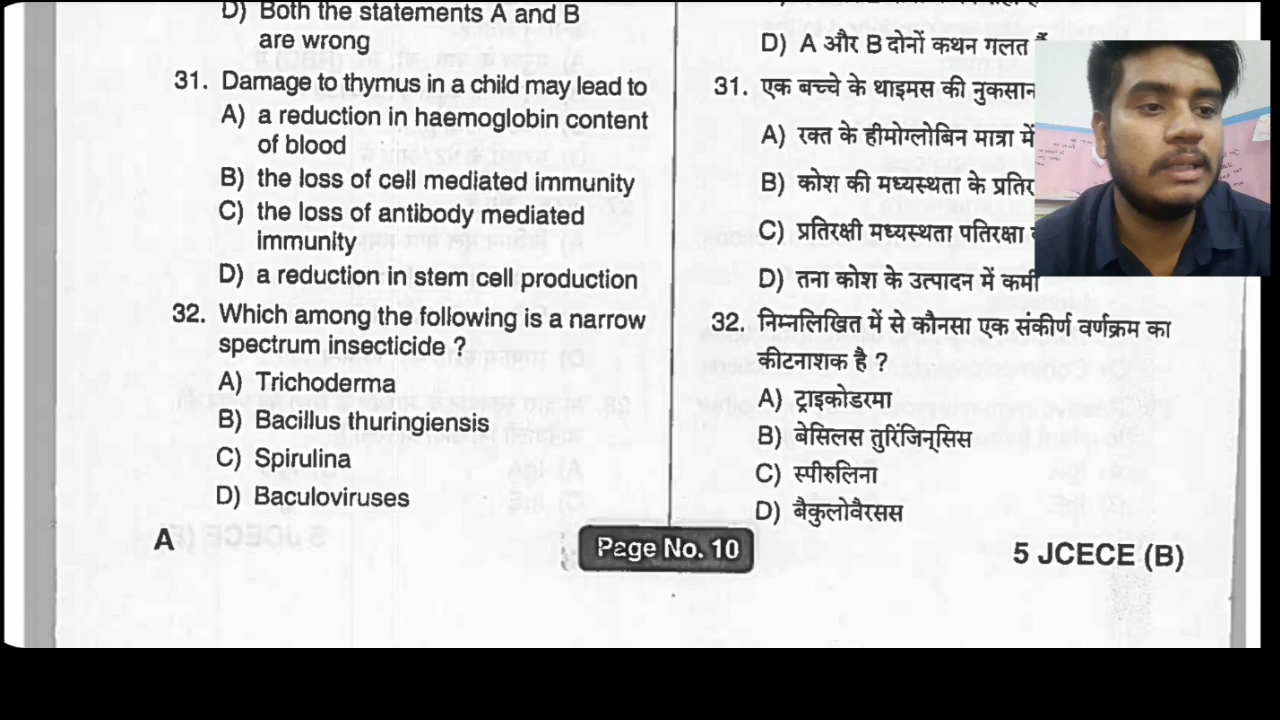 D) Both the statements A and B
are wrong
31. Damage to thymus in a child may lead to
A) a reduction in haemoglobin content
of blood
B) the loss of cell mediated immunity
C) the loss of antibody mediated
immunity
D) a reduction in stem cell production
32. Which among the following is a narrow
spectrum insecticide ?
A) Trichoderma
B) Bacillus thuringiensis
C) Spirulina
D) Baculoviruses
D) A और B दोनों कथन गलत
31. एक बच्चे के थाइमस की नुकसान
A) रक्त के हीमोग्लोबिन मात्रा में
B) कोश की मध्यस्थता के
C) प्रतिरक्षी मध्यस्थता पतिरक्षा
D) तना कोश के उत्पादन में कमी
32. निम्नलिखित में से कौनसा एक संकीर्ण वर्णक्रम का
कीटनाशक है ?
A) ट्राइकोडरमा
B) बेसिलस तुरिंजिन्‌सिस
C) स्पीरुलिना
D) बैकुलोवैरसस
A
Page No. 10
5 JCECE (B)